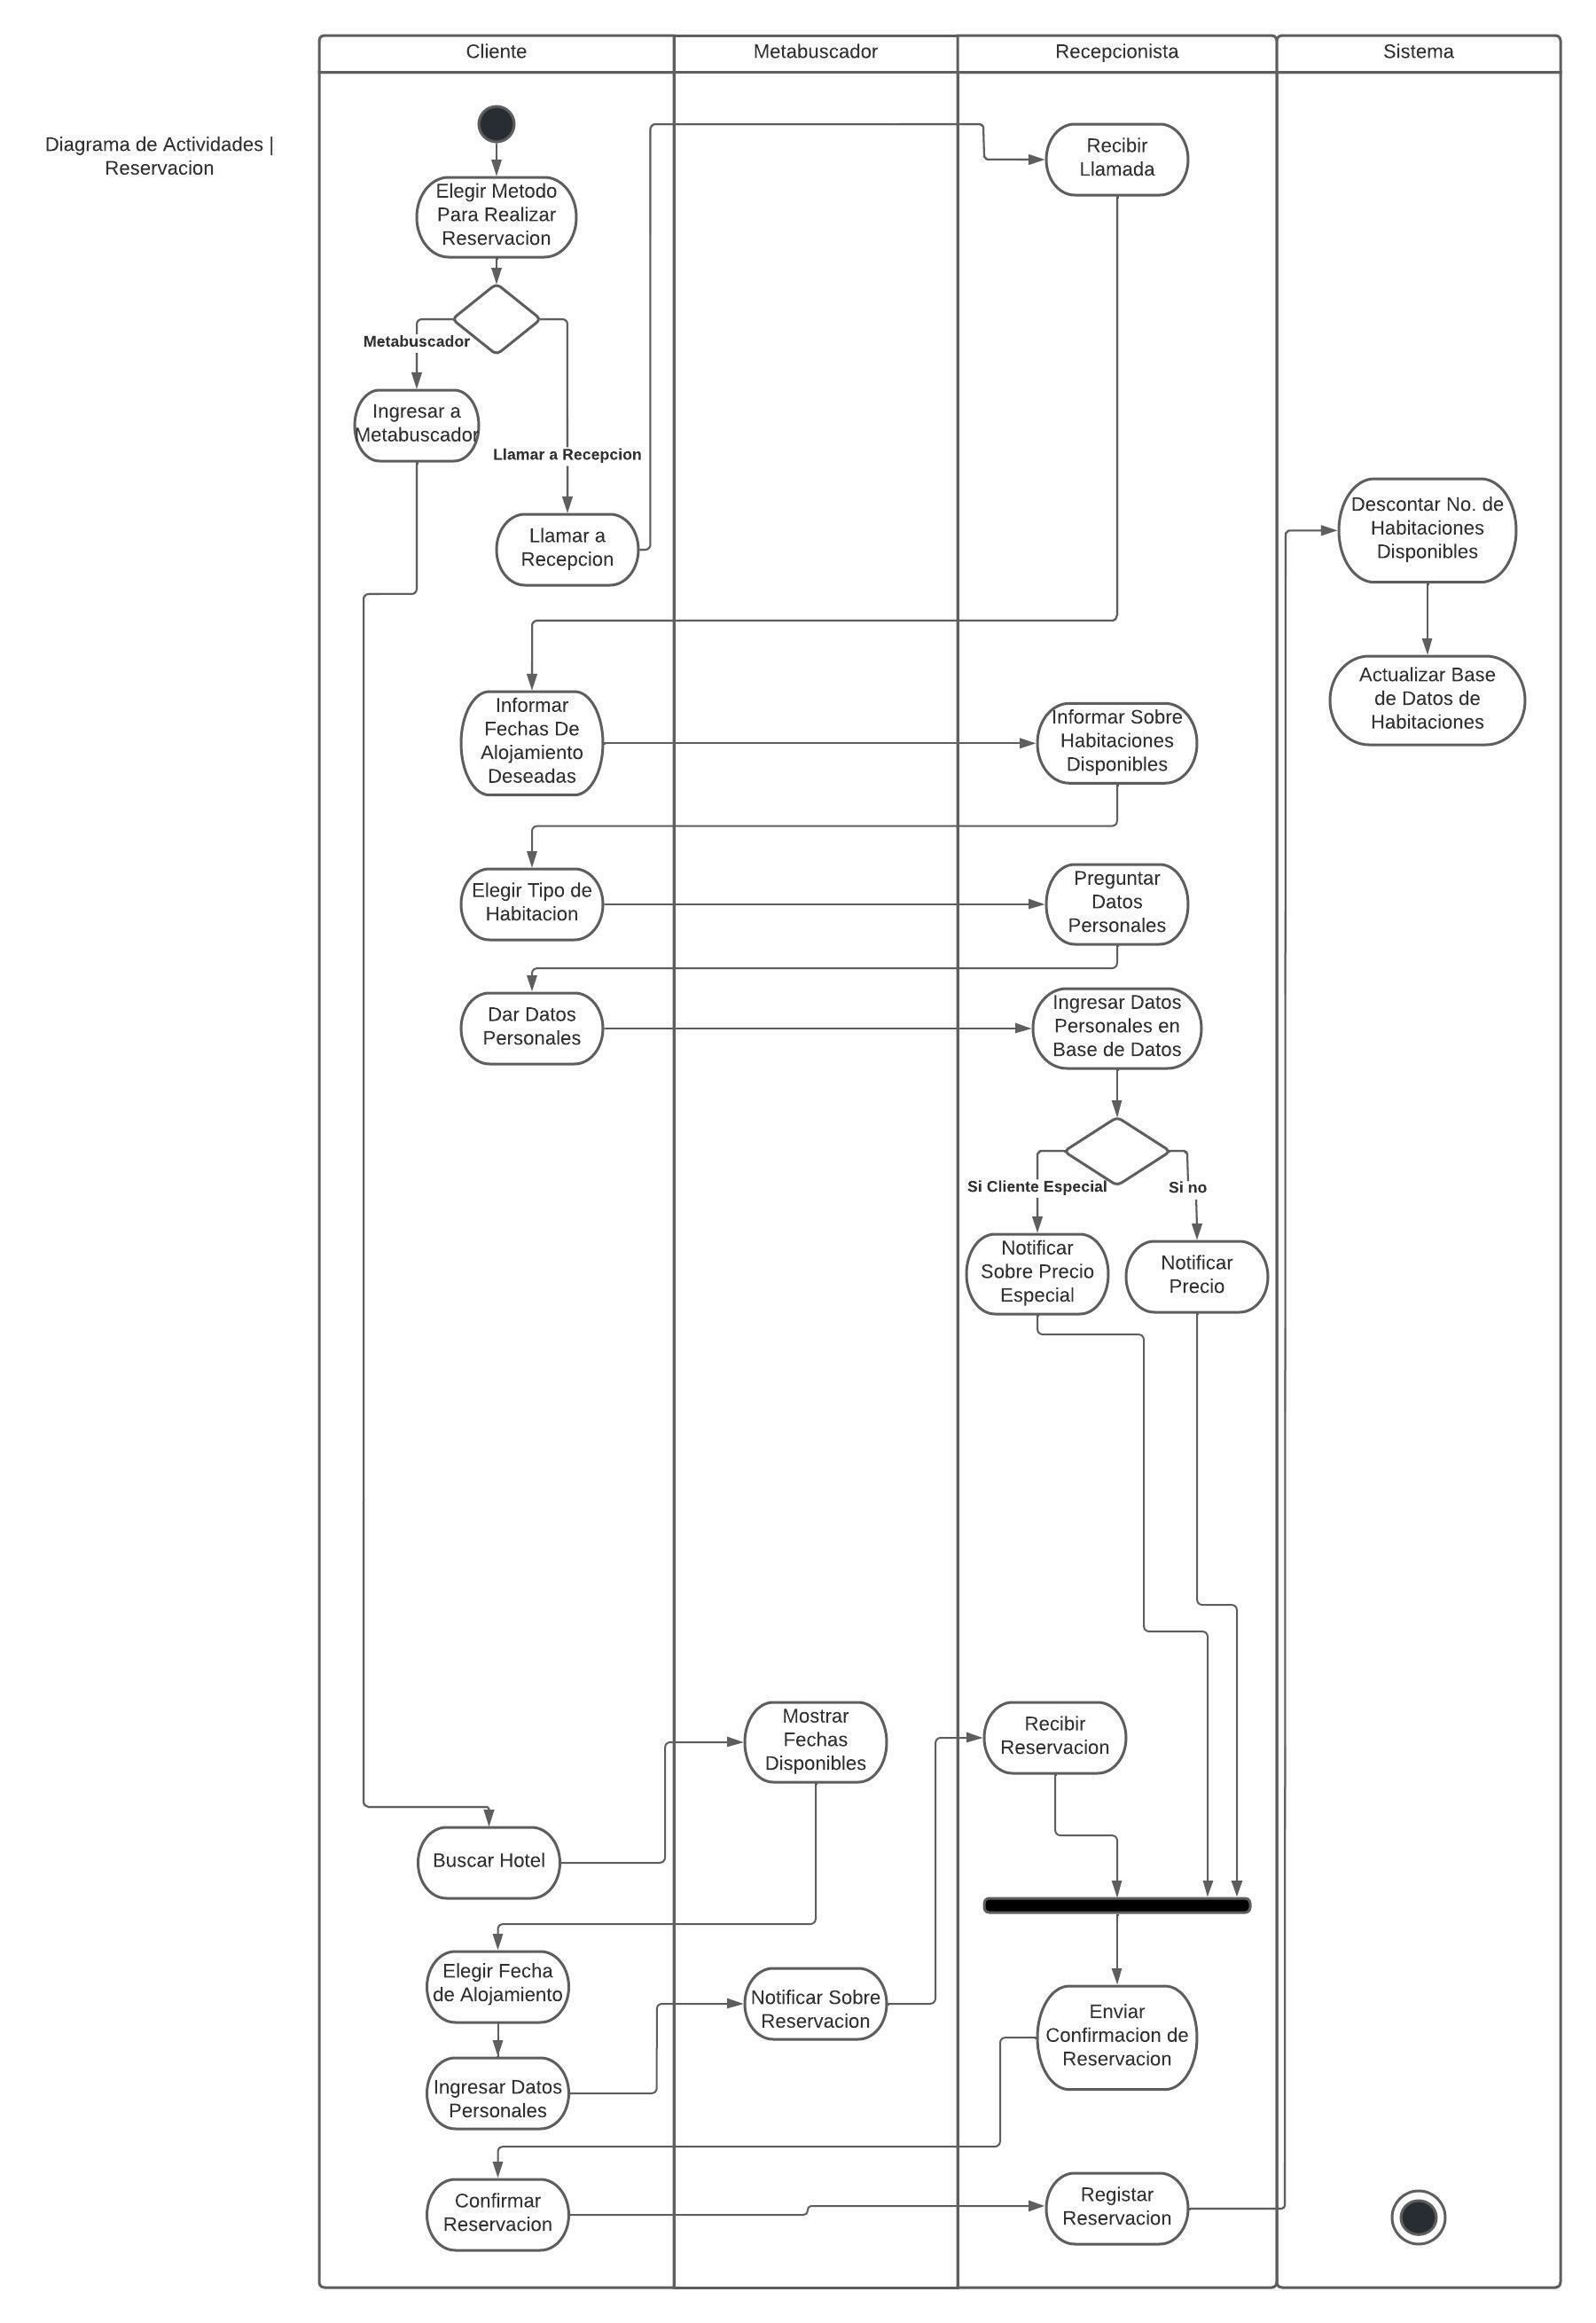 Cliente
Metabuscador
Recepcionista
Sistema
Diagrama de Actividades |
Reservacion
Elegir Metodo
Para Realizar
Reservacion
Recibir
Llamada
Metabuscador
Ingresar a
Metabuscador
Llamar a Recepcion
Llamar a
Recepcion
Descontar No. de
Habitaciones
Disponibles
Actualizar Base
de Datos de
Habitaciones
Informar
Fechas De
Alojamiento
Deseadas
Informar Sobre
Habitaciones
Disponibles
Elegir Tipo de
Habitacion
Preguntar
Datos
Personales
Dar Datos
Personales
Ingresar Datos
Personales en
Base de Datos
Si Cliente Especial
Si no
Notificar
Sobre Precio
Especial
Notificar
Precio
Mostrar
Fechas
Disponibles
Recibir
Reservacion
Buscar Hotel
Elegir Fecha
de Alojamiento
Notificar Sobre
Reservacion
Enviar
Confirmacion de
Reservacion
Ingresar Datos
Personales
Confirmar
Reservacion
Registar
Reservacion